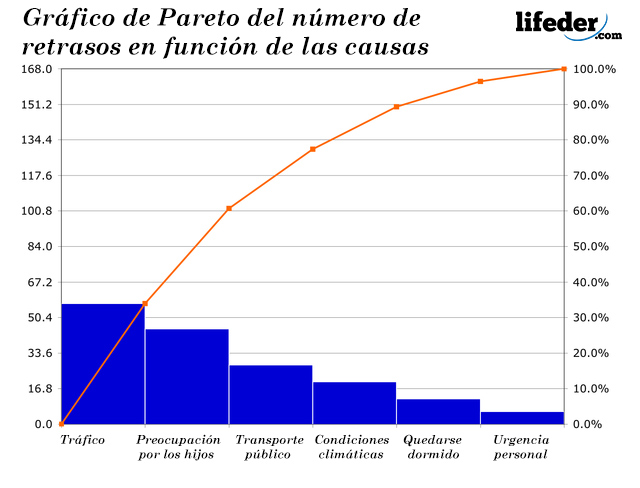 Gráfico de Pareto del número de
retrasos en función de las causas
lifeder
.com
168.0
151.2
134.4
117.6
100.8
84.0
67.2
50.4
33.6
16.8
0.0
100.0%
90.0%
80.0%
70.0%
60.0%
50.0%
40.0%
30.0%
20.0%
10.0%
0.0%
Tráfico
Preocupación
por los hijos
Transporte
público
Condiciones
climáticas
Quedarse
dormido
Urgencia
personal